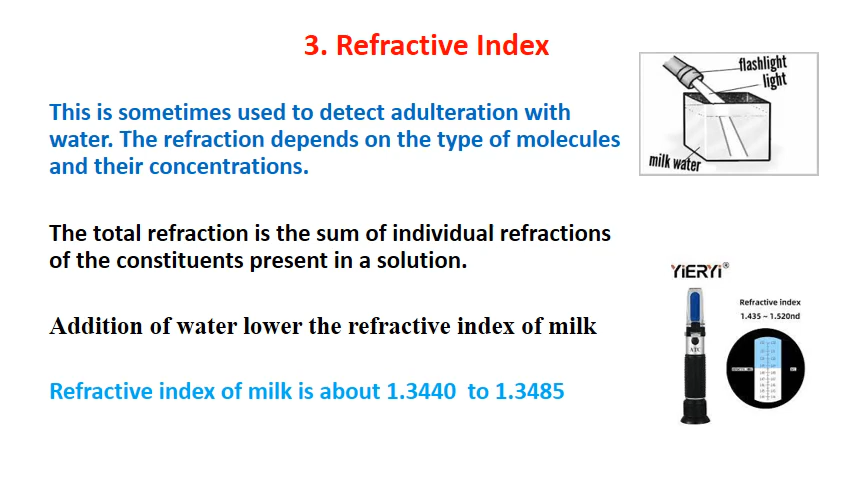 3. Refractive Index
This is sometimes used to detect adulteration with
water. The refraction depends on the type of molecules
and their concentrations.
The total refraction is the sum of individual refractions
of the constituents present in a solution.
Addition of water lower the refractive index of milk
Refractive index of milk is about 1.3440 to 1.3485
flashlight
light
milk water
YiERYi®
Refractive index
1.435 ~ 1.520nd
ATC